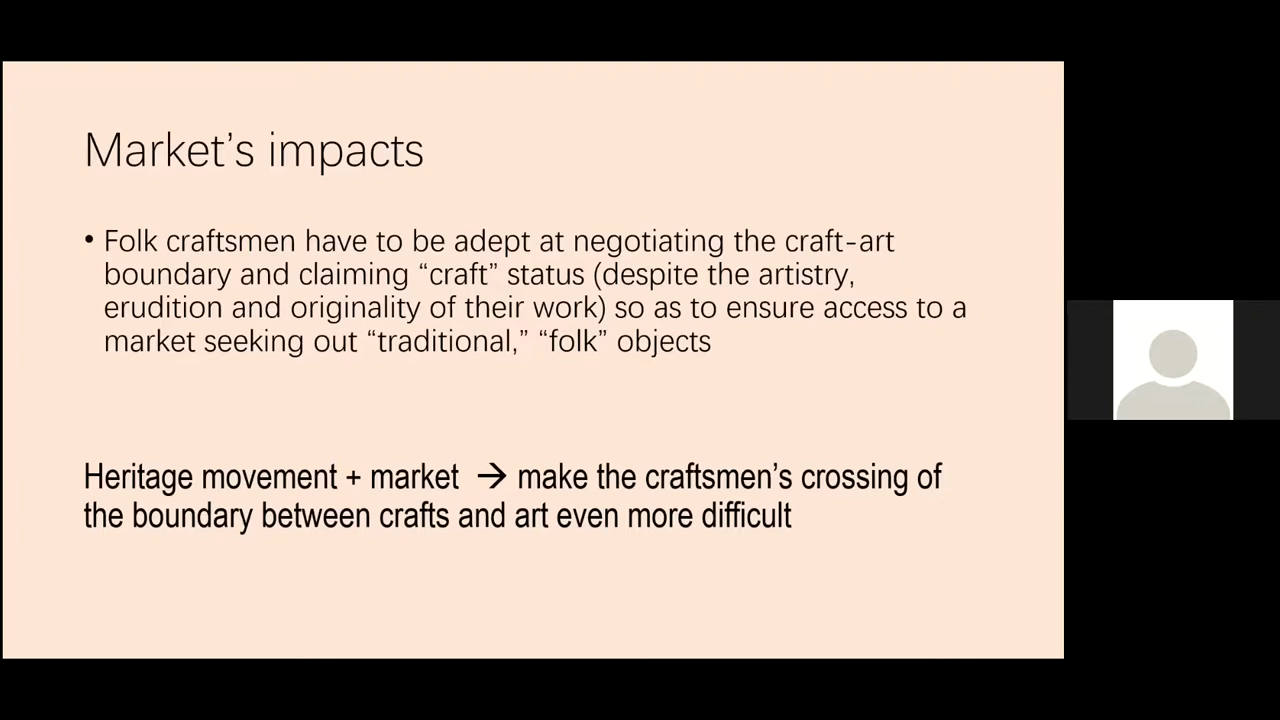 Market’s impacts
• Folk craftsmen have to be adept at negotiating the craft-art
boundary and claiming “craft” status (despite the artistry,
erudition and originality of their work) so as to ensure access to a
market seeking out “traditional,” “folk” objects
Heritage movement + market → make the craftsmen’s crossing of
the boundary between crafts and art even more difficult